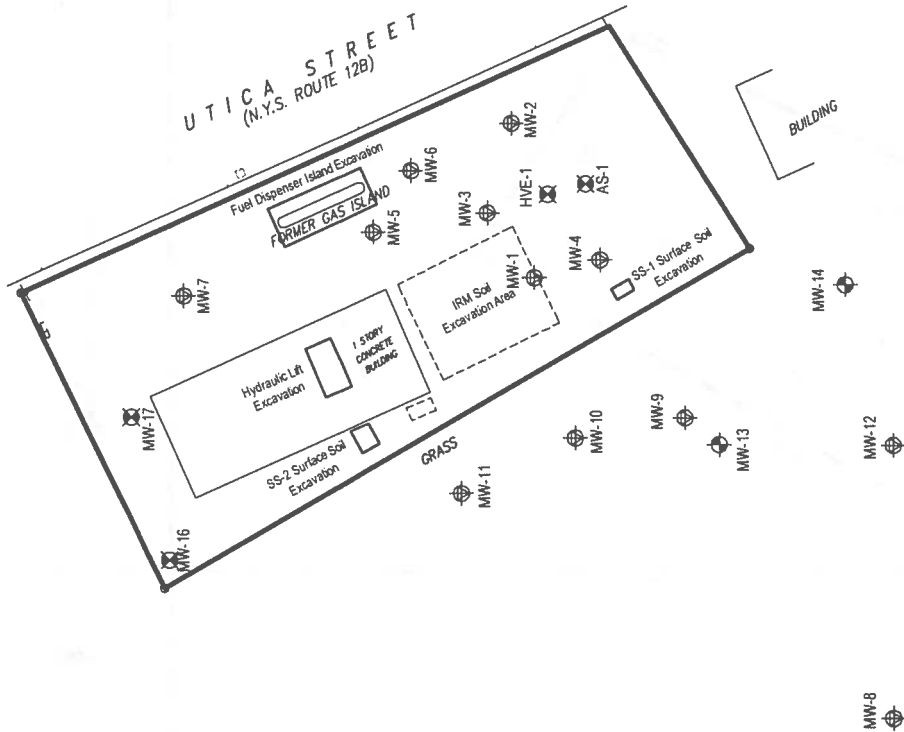 UTICA STREET
(N.Y.S. ROUTE 12B)
BUILDING
MW-2
Fuel Dispenser Island Excavation
MW-6
FORMER GAS ISLAND
MW-5
MW-3
HVE-1
AS-1
MW-7
MW-1
MW-4
SS-1 Surface Soil
Excavation
MW-14
IRM Soil
Excavation Area
Hydraulic Lift
Excavation
1 STORY
CONCRETE
BUILDING
MW-17
SS-2 Surface Soil
Excavation
GRASS
MW-11
MW-10
MW-9
MW-13
MW-12
MW-16
MW-8